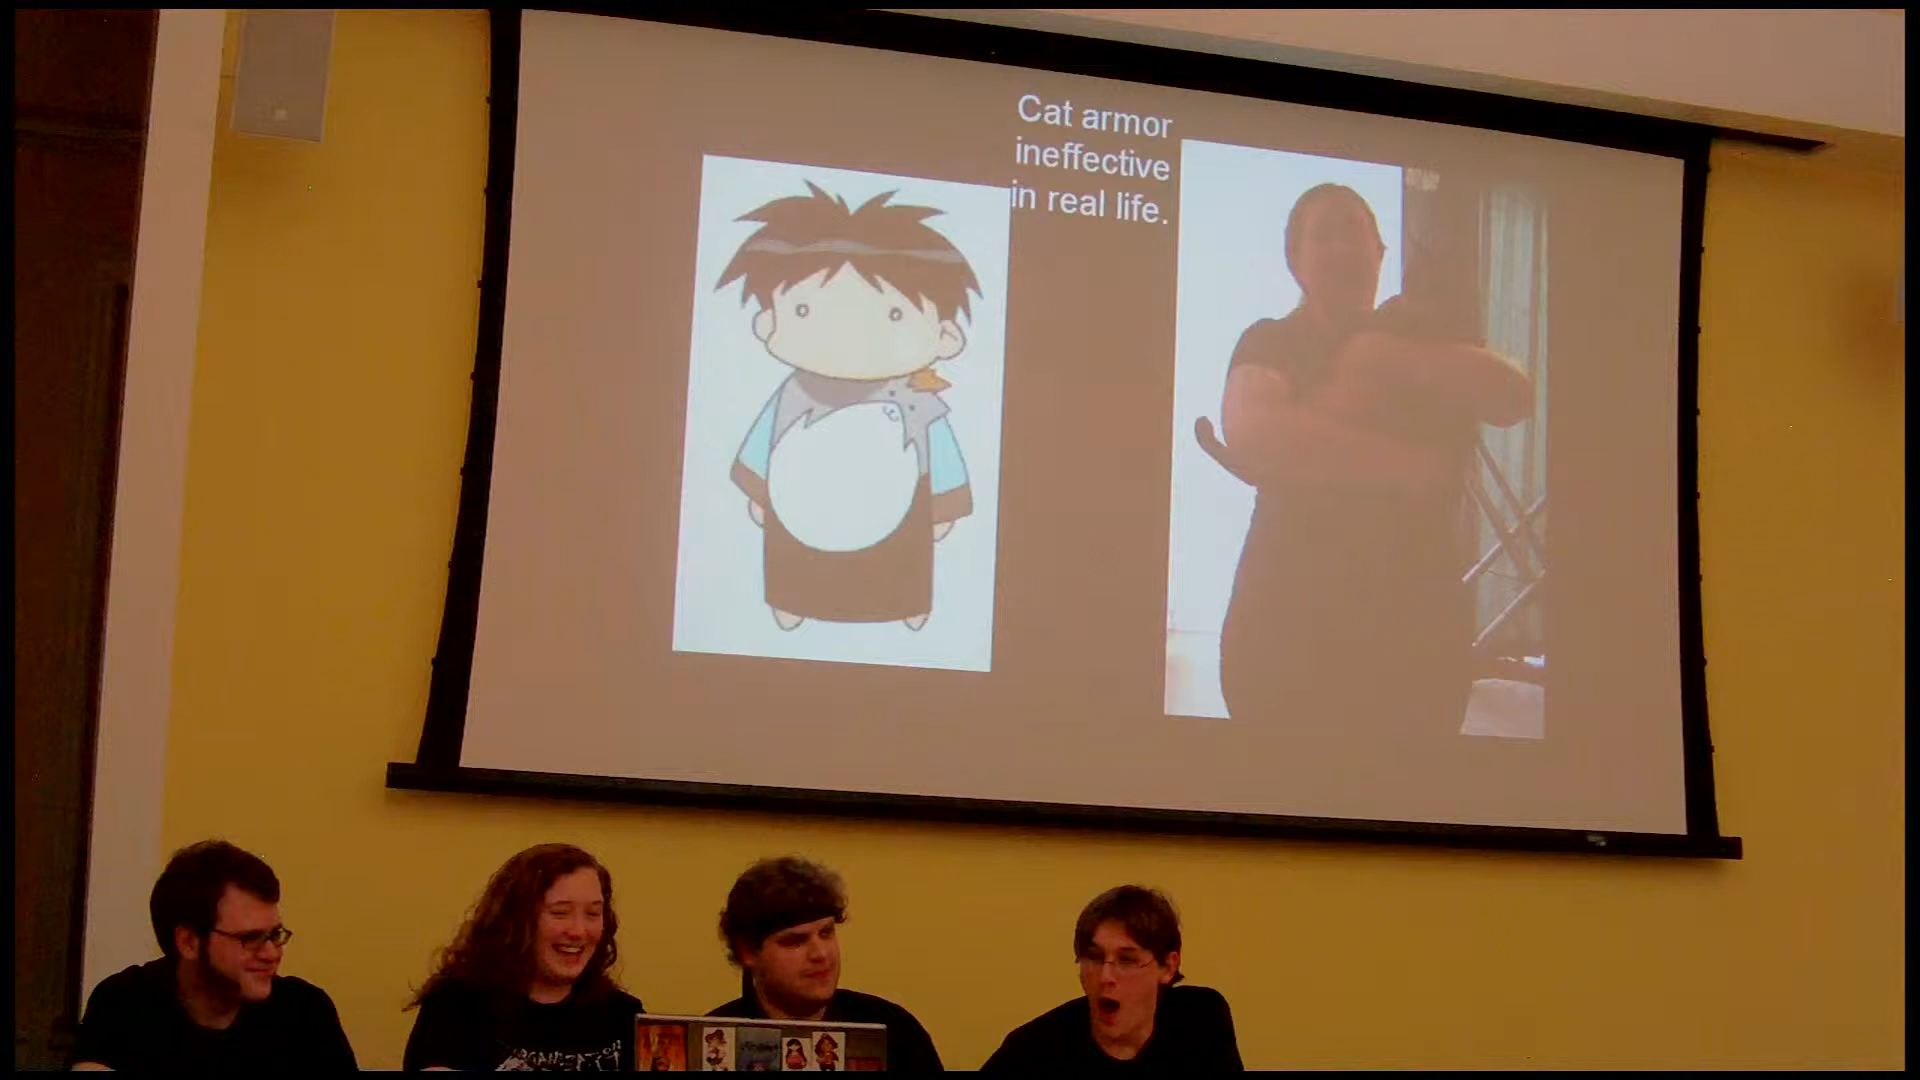 Cat armor
ineffective
in real life.